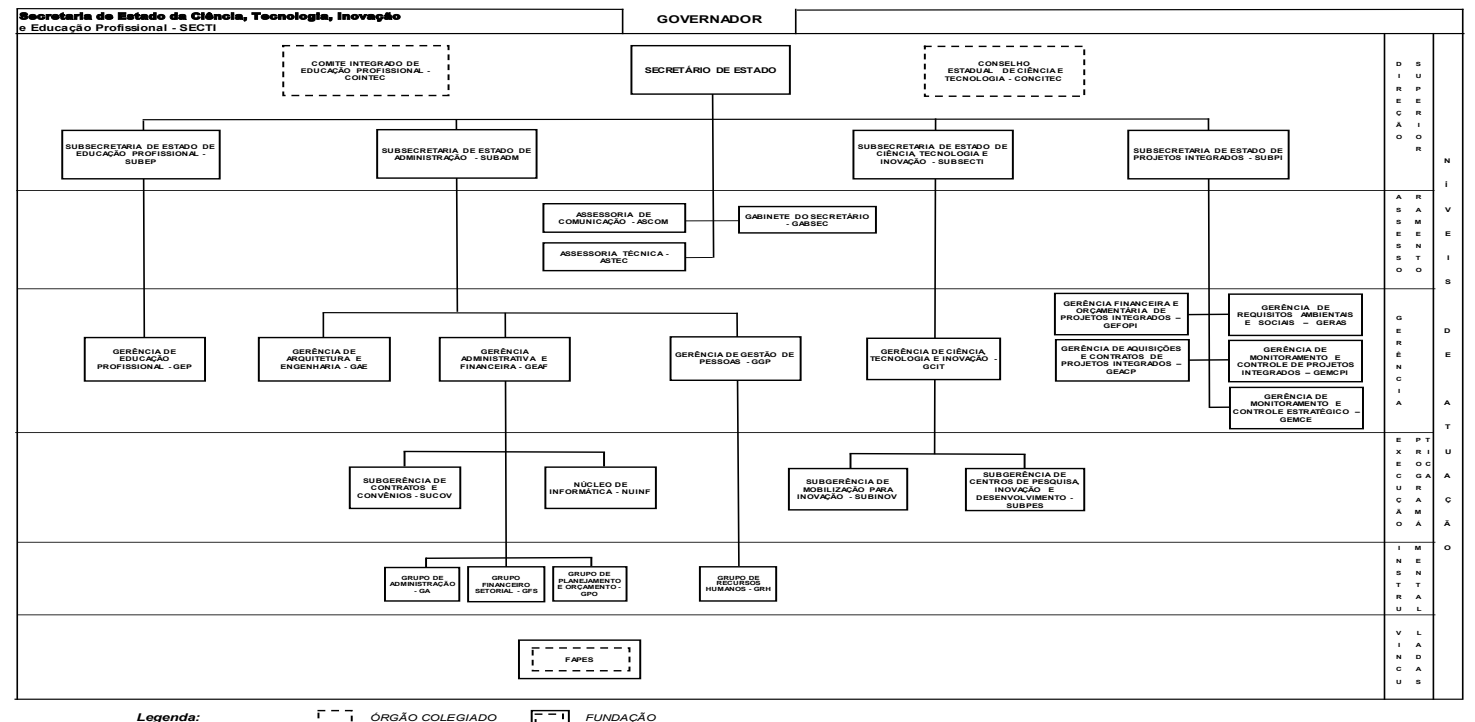 Secretaria de Estado da Ciência, Tecnologia, Inovação
e Educação Profissional - SECTI
GOVERNADOR
COMITE INTEGRADO DE
EDUCAÇÃO PROFISSIONAL -
COINTEC
SECRETÁRIO DE ESTADO
CONSELHO
ESTADUAL DE CIÊNCIA E
TECNOLOGIA - CONCITEC
DIREÇÃO
SUPERIOR
SUBSECRETARIA DE ESTADO DE
EDUCAÇÃO PROFISSIONAL -
SUBEP
SUBSECRETARIA DE ESTADO DE
ADMINISTRAÇÃO - SUBADM
SUBSECRETARIA DE ESTADO DE
CIÊNCIA, TECNOLOGIA E
INOVAÇÃO - SUBSECTI
SUBSECRETARIA DE ESTADO DE
PROJETOS INTEGRADOS - SUBPI
NÍVEIS DE ATUAÇÃO
ASSESSO
RAMENTO
ASSESSORIA DE
COMUNICAÇÃO - ASCOM
GABINETE DO SECRETÁRIO
- GABSEC
ASSESSORIA TÉCNICA -
ASTEC
GERÊNCIA
GERÊNCIA FINANCEIRA E
ORÇAMENTÁRIA DE
PROJETOS INTEGRADOS –
GEFOPI
GERÊNCIA DE
REQUISITOS AMBIENTAIS
E SOCIAIS – GERAS
GERÊNCIA DE
EDUCAÇÃO
PROFISSIONAL - GEP
GERÊNCIA DE
ARQUITETURA E
ENGENHARIA - GAE
GERÊNCIA
ADMINISTRATIVA E
FINANCEIRA - GEAF
GERÊNCIA DE GESTÃO DE
PESSOAS - GGP
GERÊNCIA DE CIÊNCIA,
TECNOLOGIA E INOVAÇÃO -
GCIT
GERÊNCIA DE AQUISIÇÕES
E CONTRATOS DE
PROJETOS INTEGRADOS –
GEACP
GERÊNCIA DE
MONITORAMENTO E
CONTROLE DE PROJETOS
INTEGRADOS – GEMCPI
GERÊNCIA DE
MONITORAMENTO E
CONTROLE ESTRATÉGICO –
GEMCE
EXECUÇÃO
PROGRAMÁ
TICA
SUBGERÊNCIA DE
CONTRATOS E
CONVÊNIOS - SUCOV
NÚCLEO DE
INFORMÁTICA - NUINF
SUBGERÊNCIA DE
MOBILIZAÇÃO PARA
INOVAÇÃO - SUBINOV
SUBGERÊNCIA DE
CENTROS DE PESQUISA,
INOVAÇÃO E
DESENVOLVIMENTO -
SUBPES
INSTRU
MENTAL
GRUPO DE
ADMINISTRAÇÃO
- GA
GRUPO
FINANCEIRO
SETORIAL - GFS
GRUPO DE
PLANEJAMENTO
E ORÇAMENTO -
GPO
GRUPO DE
RECURSOS
HUMANOS - GRH
VINCU
LADAS
FAPES
Legenda:
ÓRGÃO COLEGIADO
FUNDAÇÃO